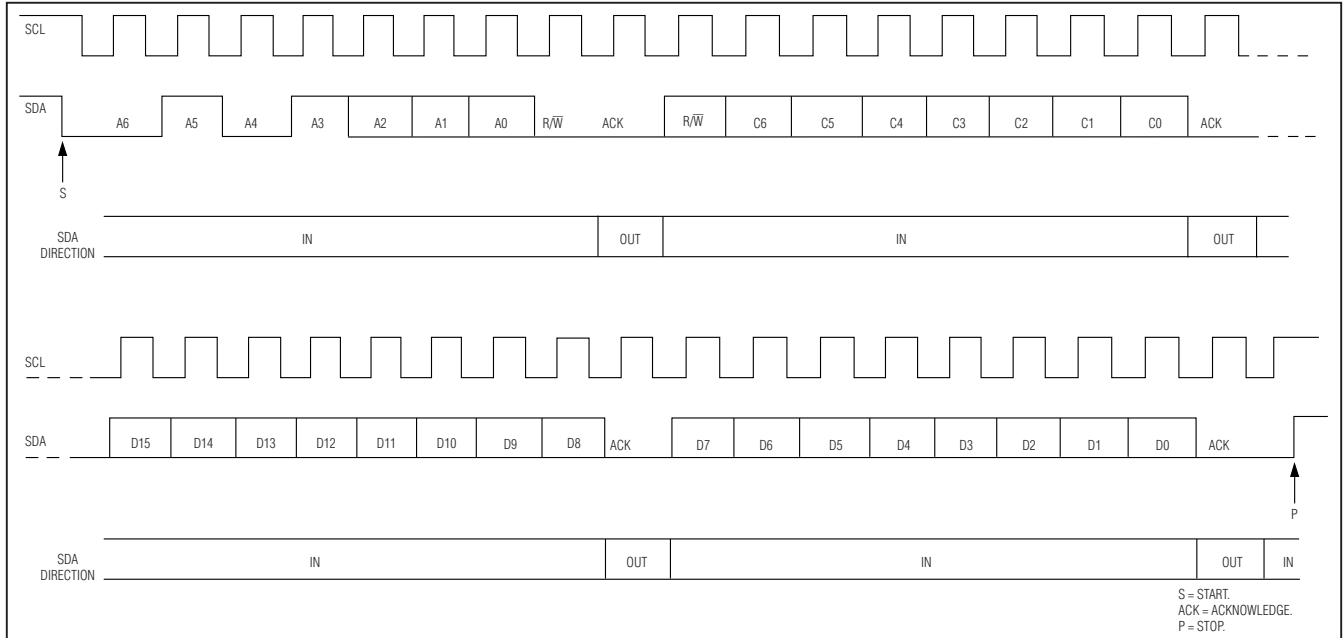 SCL
SDA
A6 A5 A4 A3 A2 A1 A0 R/W̅ ACK R/W̅ C6 C5 C4 C3 C2 C1 C0 ACK
S
SDA DIRECTION
IN OUT IN OUT
SCL
SDA
D15 D14 D13 D12 D11 D10 D9 D8 ACK D7 D6 D5 D4 D3 D2 D1 D0 ACK
P
SDA DIRECTION
IN OUT IN OUT IN
S = START.
ACK = ACKNOWLEDGE.
P = STOP.